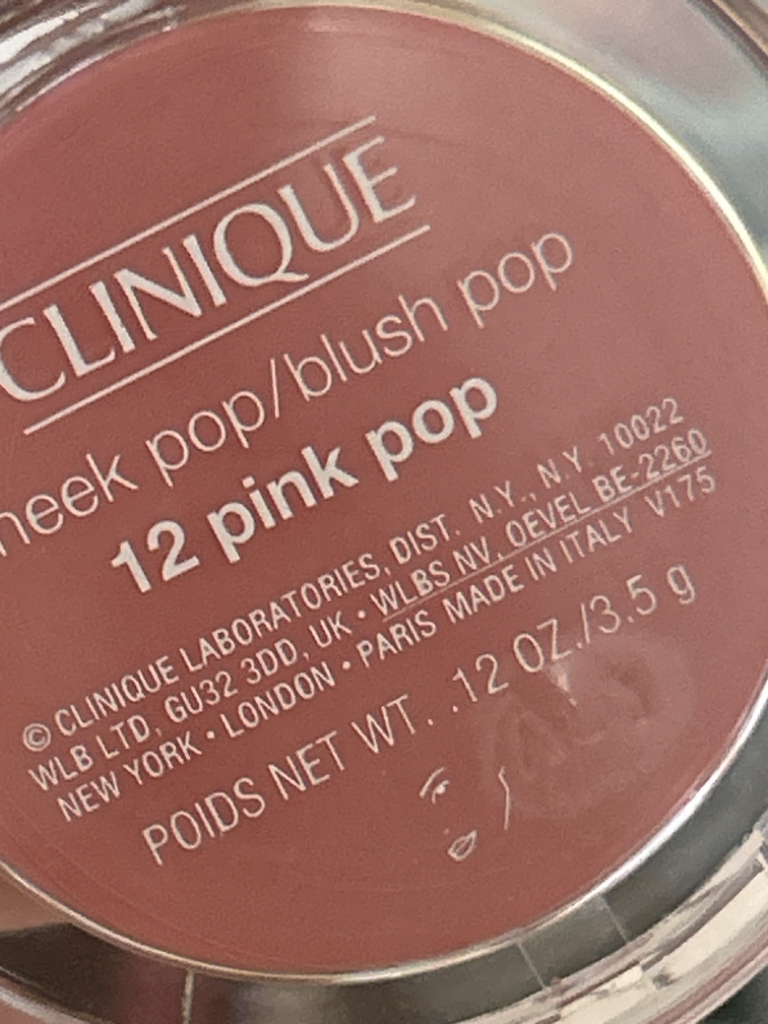 CLINIQUE
heek pop/blush pop
12 pink pop
© CLINIQUE LABORATORIES, DIST. N.Y., N.Y. 10022
WLB LTD, GU32 3DD, UK • WLBS NV, OEVEL BE-2260
NEW YORK • LONDON • PARIS MADE IN ITALY V175
POIDS NET WT. .12 OZ./3.5 g